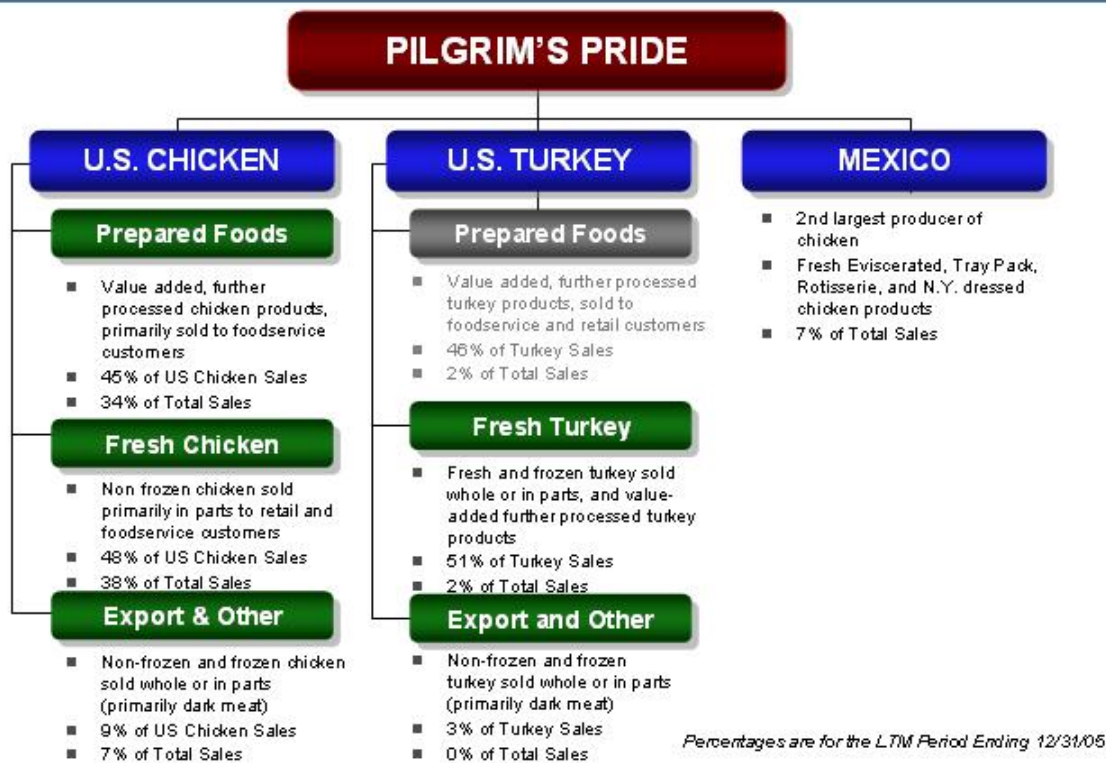 PILGRIM'S PRIDE
U.S. CHICKEN
Prepared Foods
Value added, further
processed chicken products,
primarily sold to foodservice
customers
45% of US Chicken Sales
34% of Total Sales
Fresh Chicken
Non frozen chicken sold
primarily in parts to retail and
foodservice customers
48% of US Chicken Sales
38% of Total Sales
Export & Other
Non-frozen and frozen chicken
sold whole or in parts
(primarily dark meat)
9% of US Chicken Sales
7% of Total Sales
U.S. TURKEY
Prepared Foods
Value added, further processed
turkey products, sold to
foodservice and retail customers
46% of Turkey Sales
2% of Total Sales
Fresh Turkey
Fresh and frozen turkey sold
whole or in parts, and value-
added further processed turkey
products
51% of Turkey Sales
2% of Total Sales
Export and Other
Non-frozen and frozen
turkey sold whole or in parts
(primarily dark meat)
3% of Turkey Sales
0% of Total Sales
MEXICO
2nd largest producer of
chicken
Fresh Eviscerated, Tray Pack,
Rotisserie, and N.Y. dressed
chicken products
7% of Total Sales
Percentages are for the LTM Period Ending 12/31/05